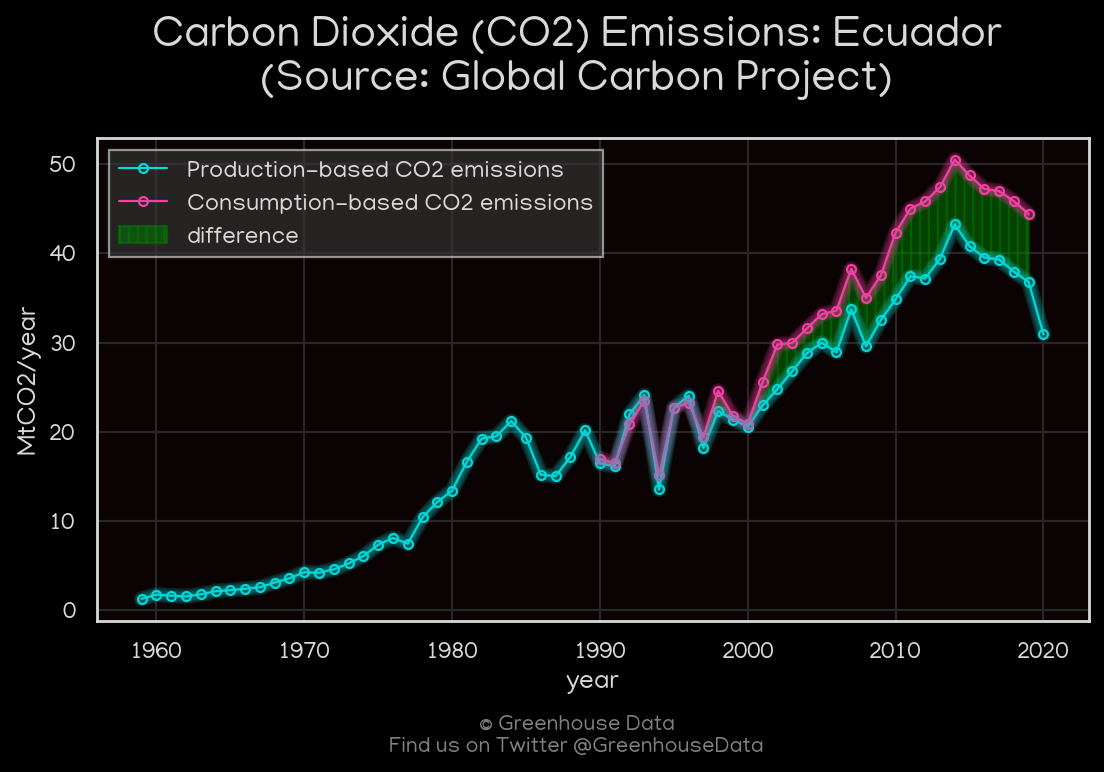 Carbon Dioxide (CO2) Emissions: Ecuador
(Source: Global Carbon Project)
Production-based CO2 emissions
Consumption-based CO2 emissions
difference
MtCO2/year
50
40
30
20
10
0
1960 1970 1980 1990 2000 2010 2020
year
© Greenhouse Data
Find us on Twitter @GreenhouseData